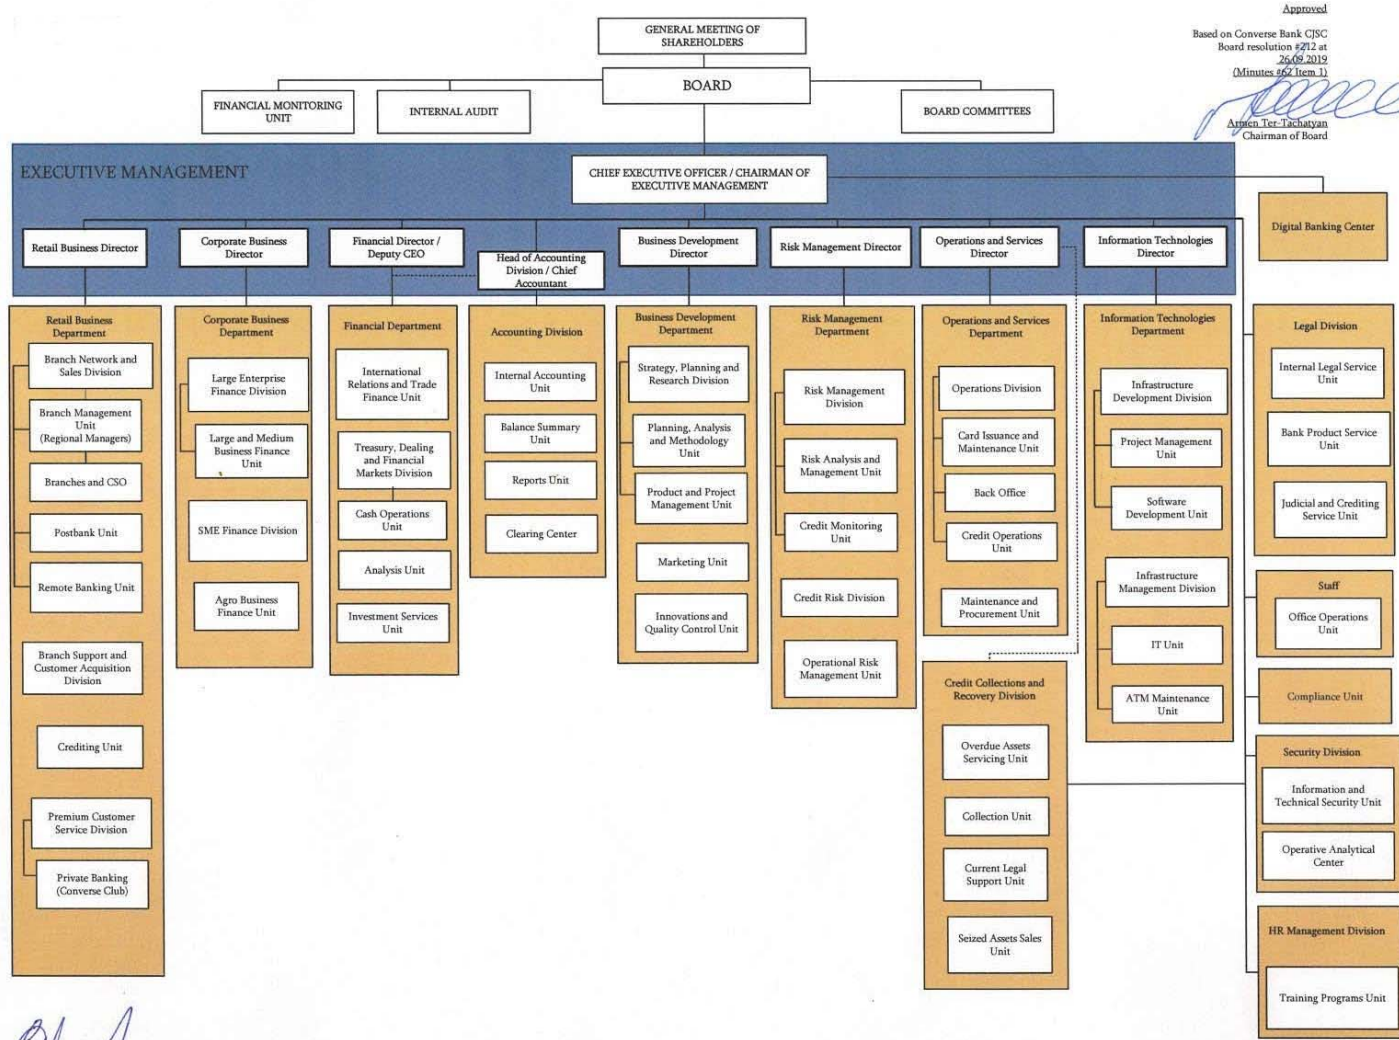 Approved
Based on Converse Bank CJSC
Board resolution #212 at
26.09.2019
(Minutes #62 Item 1)
Armen Ter-Tachatyan
Chairman of Board
GENERAL MEETING OF
SHAREHOLDERS
BOARD
FINANCIAL MONITORING
UNIT
INTERNAL AUDIT
BOARD COMMITTEES
EXECUTIVE MANAGEMENT
CHIEF EXECUTIVE OFFICER / CHAIRMAN OF
EXECUTIVE MANAGEMENT
Digital Banking Center
Retail Business Director
Corporate Business
Director
Financial Director /
Deputy CEO
Head of Accounting
Division / Chief
Accountant
Business Development
Director
Risk Management Director
Operations and Services
Director
Information Technologies
Director
Retail Business
Department
Branch Network and
Sales Division
Branch Management
Unit
(Regional Managers)
Branches and CSO
Postbank Unit
Remote Banking Unit
Branch Support and
Customer Acquisition
Division
Crediting Unit
Premium Customer
Service Division
Private Banking
(Converse Club)
Corporate Business
Department
Large Enterprise
Finance Division
Large and Medium
Business Finance
Unit
SME Finance Division
Agro Business
Finance Unit
Financial Department
International
Relations and Trade
Finance Unit
Treasury, Dealing
and Financial
Markets Division
Cash Operations
Unit
Analysis Unit
Investment Services
Unit
Accounting Division
Internal Accounting
Unit
Balance Summary
Unit
Reports Unit
Clearing Center
Business Development
Department
Strategy, Planning and
Research Division
Planning, Analysis
and Methodology
Unit
Product and Project
Management Unit
Marketing Unit
Innovations and
Quality Control Unit
Risk Management
Department
Risk Management
Division
Risk Analysis and
Management Unit
Credit Monitoring
Unit
Credit Risk Division
Operational Risk
Management Unit
Operations and Services
Department
Operations Division
Card Issuance and
Maintenance Unit
Back Office
Credit Operations
Unit
Maintenance and
Procurement Unit
Credit Collections and
Recovery Division
Overdue Assets
Servicing Unit
Collection Unit
Current Legal
Support Unit
Seized Assets Sales
Unit
Information Technologies
Department
Infrastructure
Development Division
Project Management
Unit
Software
Development Unit
Infrastructure
Management Division
IT Unit
ATM Maintenance
Unit
Legal Division
Internal Legal Service
Unit
Bank Product Service
Unit
Judicial and Crediting
Service Unit
Staff
Office Operations
Unit
Compliance Unit
Security Division
Information and
Technical Security Unit
Operative Analytical
Center
HR Management Division
Training Programs Unit